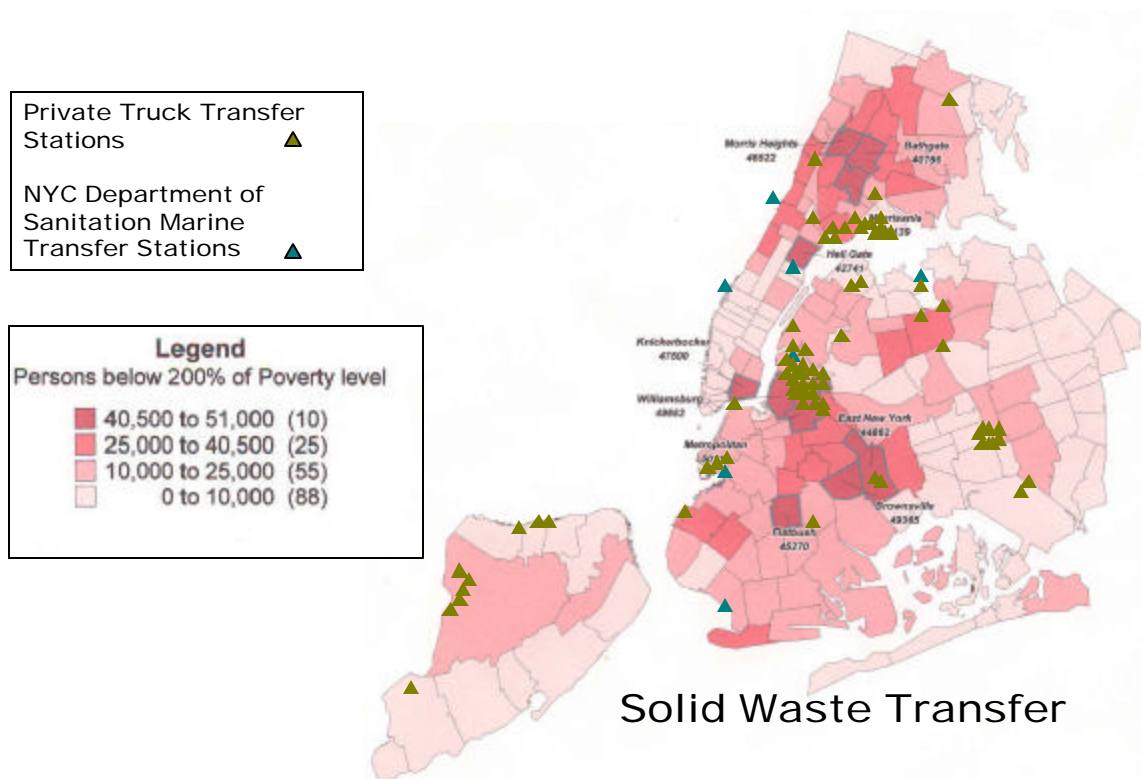 Private Truck Transfer
Stations
NYC Department of
Sanitation Marine
Transfer Stations
Legend
Persons below 200% of Poverty level
40,500 to 51,000 (10)
25,000 to 40,500 (25)
10,000 to 25,000 (55)
0 to 10,000 (88)
Morris Heights
Bathgate
Morrisania
Hell Gate
42741
Knickerbocker
47600
Williamsburg
East New York
Metropolitan
Brownsville
49365
Flatbush
45270
Solid Waste Transfer